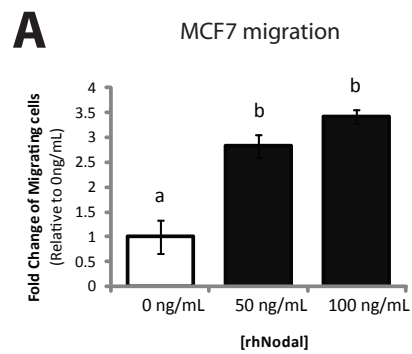 A
MCF7 migration
Fold Change of Migrating cells
(Relative to 0ng/mL)
4
3.5
3
2.5
2
1.5
1
0.5
0
a
b
b
0 ng/mL
50 ng/mL
100 ng/mL
[rhNodal]